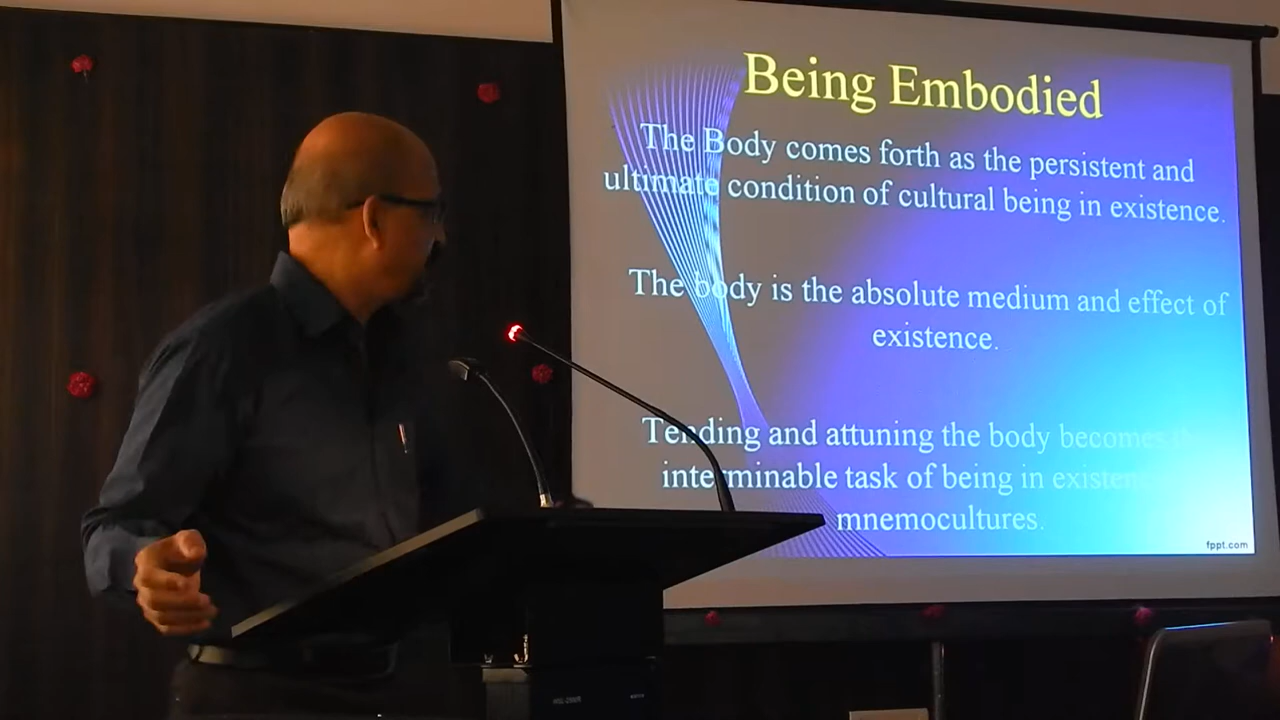 Being Embodied
The Body comes forth as the persistent and
ultimate condition of cultural being in existence.
The body is the absolute medium and effect of
existence.
Tending and attuning the body becomes
interminable task of being in
mnemocultures.
fppt.com